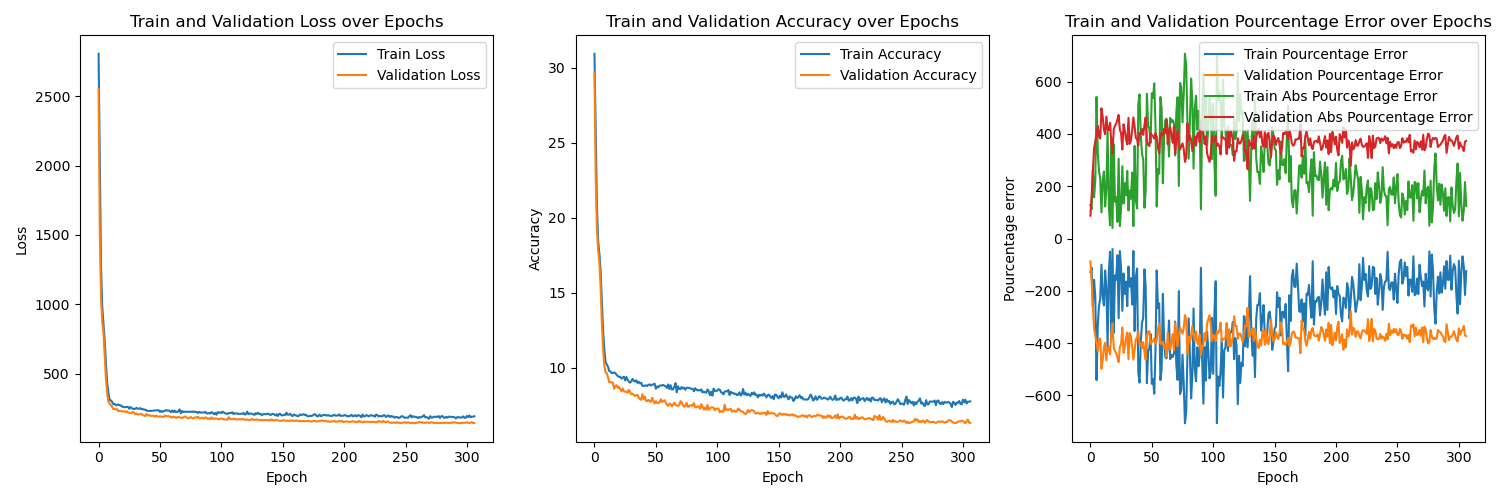 Train and Validation Loss over Epochs
Train Loss
Validation Loss
Loss
2500
2000
1500
1000
500
0
50
100
150
200
250
300
Epoch
Train and Validation Accuracy over Epochs
Train Accuracy
Validation Accuracy
Accuracy
30
25
20
15
10
0
50
100
150
200
250
300
Epoch
Train and Validation Pourcentage Error over Epochs
Train Pourcentage Error
Validation Pourcentage Error
Train Abs Pourcentage Error
Validation Abs Pourcentage Error
Pourcentage error
600
400
200
0
−200
−400
−600
0
50
100
150
200
250
300
Epoch